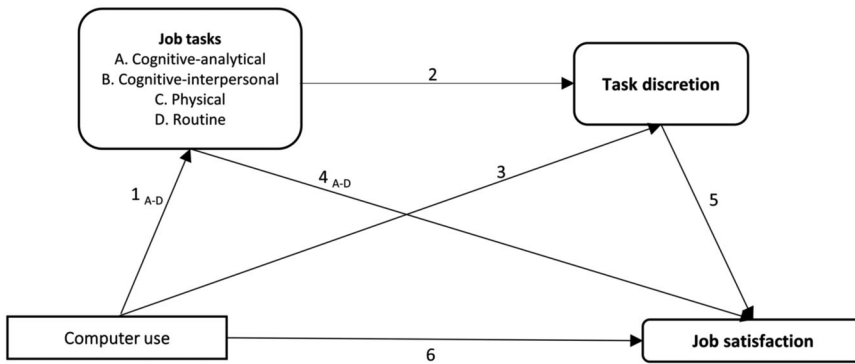 Job tasks
A. Cognitive-analytical
B. Cognitive-interpersonal
C. Physical
D. Routine
2
Task discretion
1 A-D
4 A-D
3
5
Computer use
6
Job satisfaction